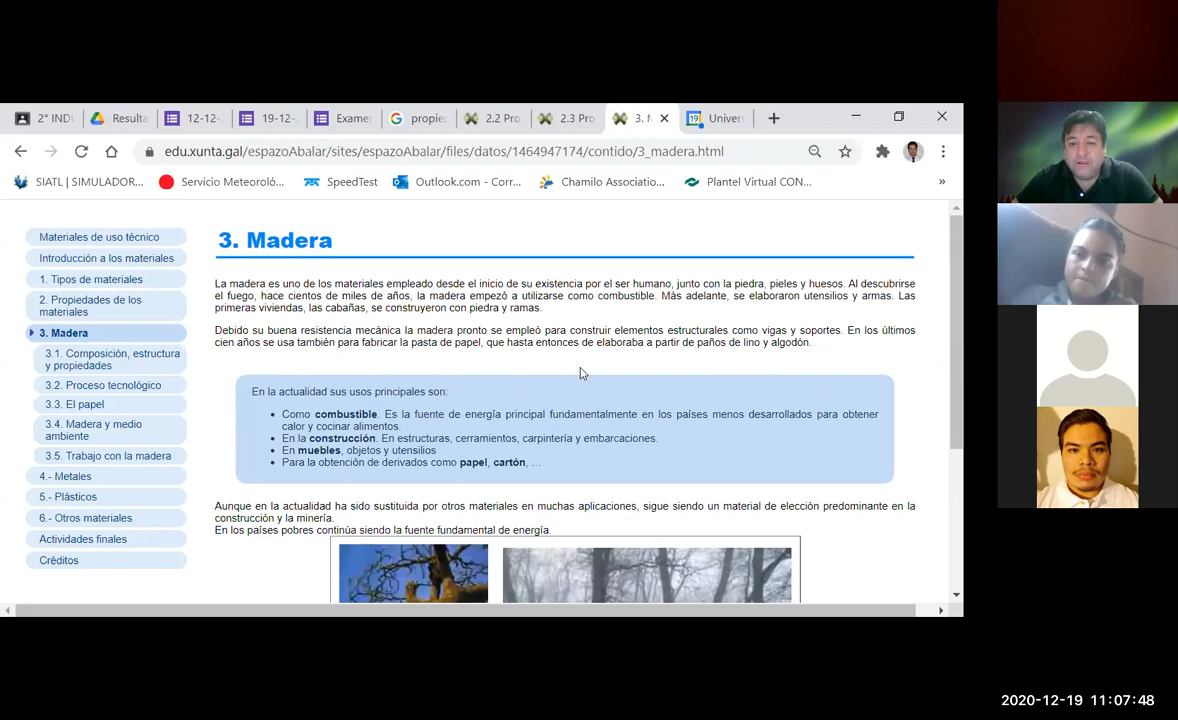 2° INDU
Resulta
12-12-
19-12-
Examen
propie
2.2 Pro
2.3 Pro
3. M
19
Univers
edu.xunta.gal/espazoAbalar/sites/espazoAbalar/files/datos/1464947174/contido/3_madera.html
SIATL | SIMULADOR...
Servicio Meteoroló...
SpeedTest
Outlook.com - Corr...
Chamilo Associatio...
Plantel Virtual CON...
»
Materiales de uso técnico
Introducción a los materiales
1. Tipos de materiales
2. Propiedades de los
materiales
3. Madera
3.1. Composición, estructura
y propiedades
3.2. Proceso tecnológico
3.3. El papel
3.4. Madera y medio
ambiente
3.5. Trabajo con la madera
4.- Metales
5.- Plásticos
6.- Otros materiales
Actividades finales
Créditos
3. Madera
La madera es uno de los materiales empleado desde el inicio de su existencia por el ser humano, junto con la piedra, pieles y huesos. Al descubrirse
el fuego, hace cientos de miles de años, la madera empezó a utilizarse como combustible. Más adelante, se elaboraron utensilios y armas. Las
primeras viviendas, las cabañas, se construyeron con piedra y ramas.
Debido su buena resistencia mecánica la madera pronto se empleó para construir elementos estructurales como vigas y soportes. En los últimos
cien años se usa también para fabricar la pasta de papel, que hasta entonces de elaboraba a partir de paños de lino y algodón.
En la actualidad sus usos principales son:
• Como combustible. Es la fuente de energía principal fundamentalmente en los países menos desarrollados para obtener
calor y cocinar alimentos.
• En la construcción. En estructuras, cerramientos, carpintería y embarcaciones.
• En muebles, objetos y utensilios
• Para la obtención de derivados como papel, cartón, ...
Aunque en la actualidad ha sido sustituida por otros materiales en muchas aplicaciones, sigue siendo un material de elección predominante en la
construcción y la minería.
En los países pobres continúa siendo la fuente fundamental de energía.
2020-12-19 11:07:48